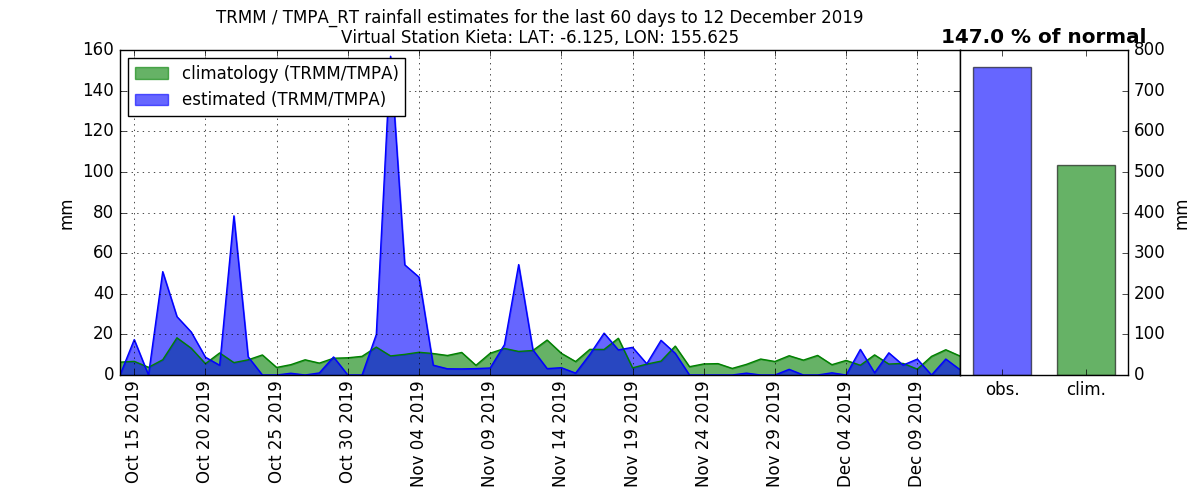 TRMM / TMPA_RT rainfall estimates for the last 60 days to 12 December 2019
Virtual Station Kieta: LAT: -6.125, LON: 155.625
147.0 % of normal
climatology (TRMM/TMPA)
estimated (TRMM/TMPA)
160
140
120
100
80
60
40
20
0
mm
Oct 15 2019
Oct 20 2019
Oct 25 2019
Oct 30 2019
Nov 04 2019
Nov 09 2019
Nov 14 2019
Nov 19 2019
Nov 24 2019
Nov 29 2019
Dec 04 2019
Dec 09 2019
obs.
clim.
800
700
600
500
400
300
200
100
0
mm